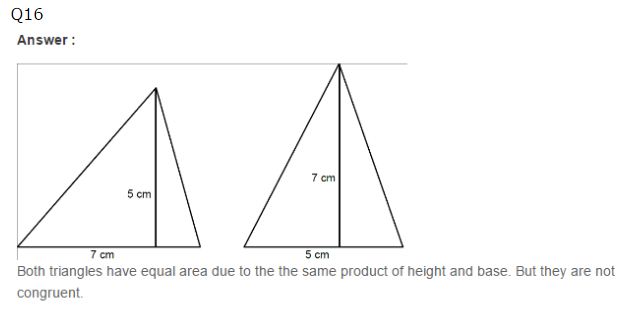 Q16
Answer :
7 cm
5 cm
7 cm
5 cm
Both triangles have equal area due to the the same product of height and base. But they are not
congruent.